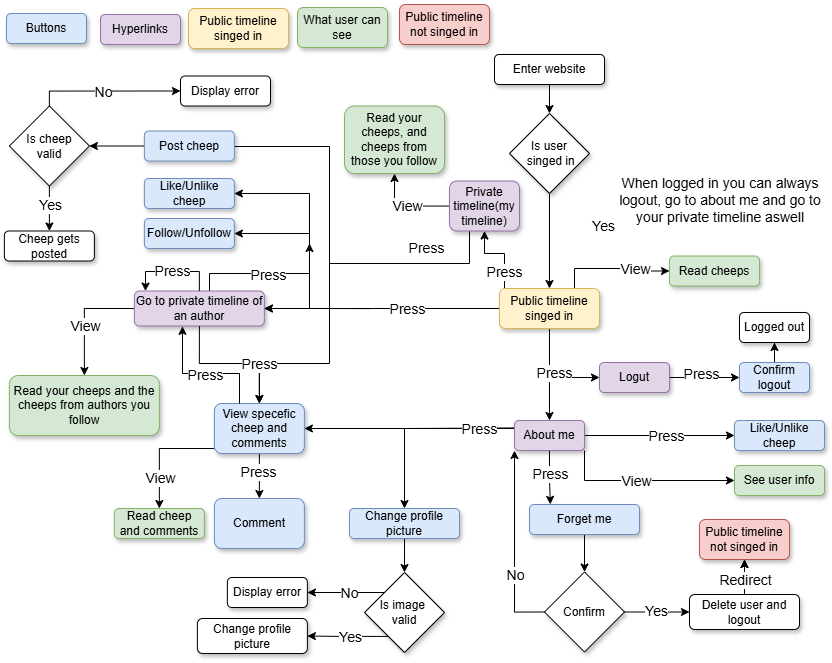 Buttons
Hyperlinks
Public timeline
singed in
What user can
see
Public timeline
not singed in
Enter website
No
Display error
Is cheep
valid
Post cheep
Read your
cheeps, and
cheeps from
those you follow
Is user
singed in
Like/Unlike
cheep
Private
timeline(my
timeline)
View
When logged in you can always
logout, go to about me and go to
your private timeline aswell
Yes
Yes
Cheep gets
posted
Follow/Unfollow
Press
Press
Press
Press
View
Read cheeps
Go to private timeline of
an author
Press
Public timeline
singed in
View
Logged out
Press
Press
Press
Logut
Press
Confirm
logout
Read your cheeps and the
cheeps from authors you
follow
View specefic
cheep and
comments
Press
About me
Press
Like/Unlike
cheep
View
Press
Press
View
See user info
Read cheep
and comments
Comment
Change profile
picture
Forget me
Public timeline
not singed in
No
Redirect
Display error
No
Is image
valid
Confirm
Yes
Delete user and
logout
Change profile
picture
Yes